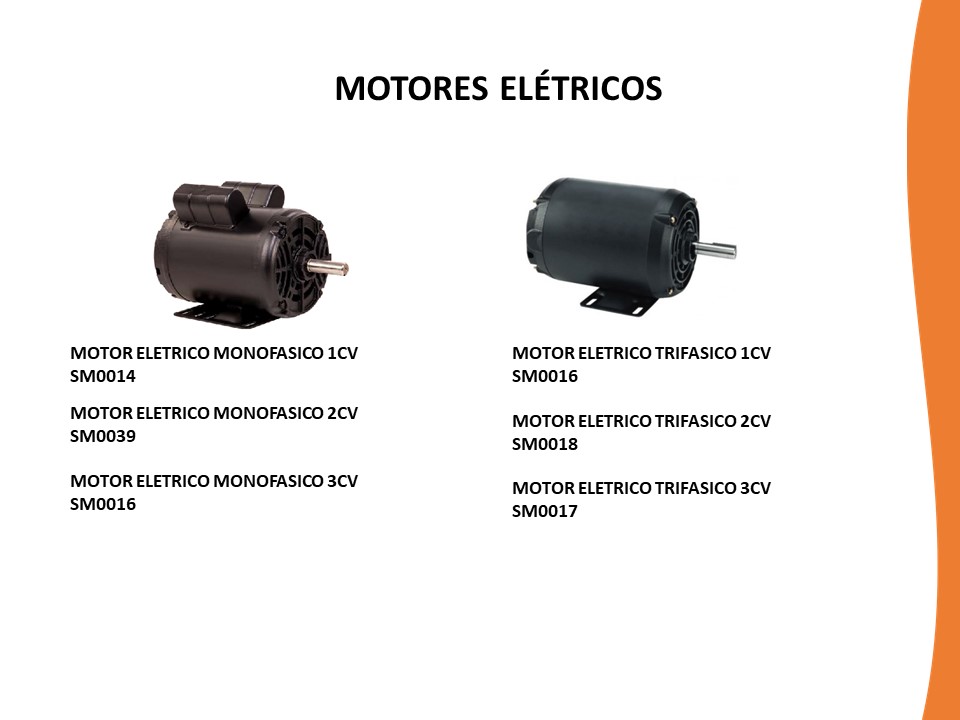 MOTORES ELÉTRICOS
MOTOR ELETRICO MONOFASICO 1CV
SM0014
MOTOR ELETRICO MONOFASICO 2CV
SM0039
MOTOR ELETRICO MONOFASICO 3CV
SM0016
MOTOR ELETRICO TRIFASICO 1CV
SM0016
MOTOR ELETRICO TRIFASICO 2CV
SM0018
MOTOR ELETRICO TRIFASICO 3CV
SM0017